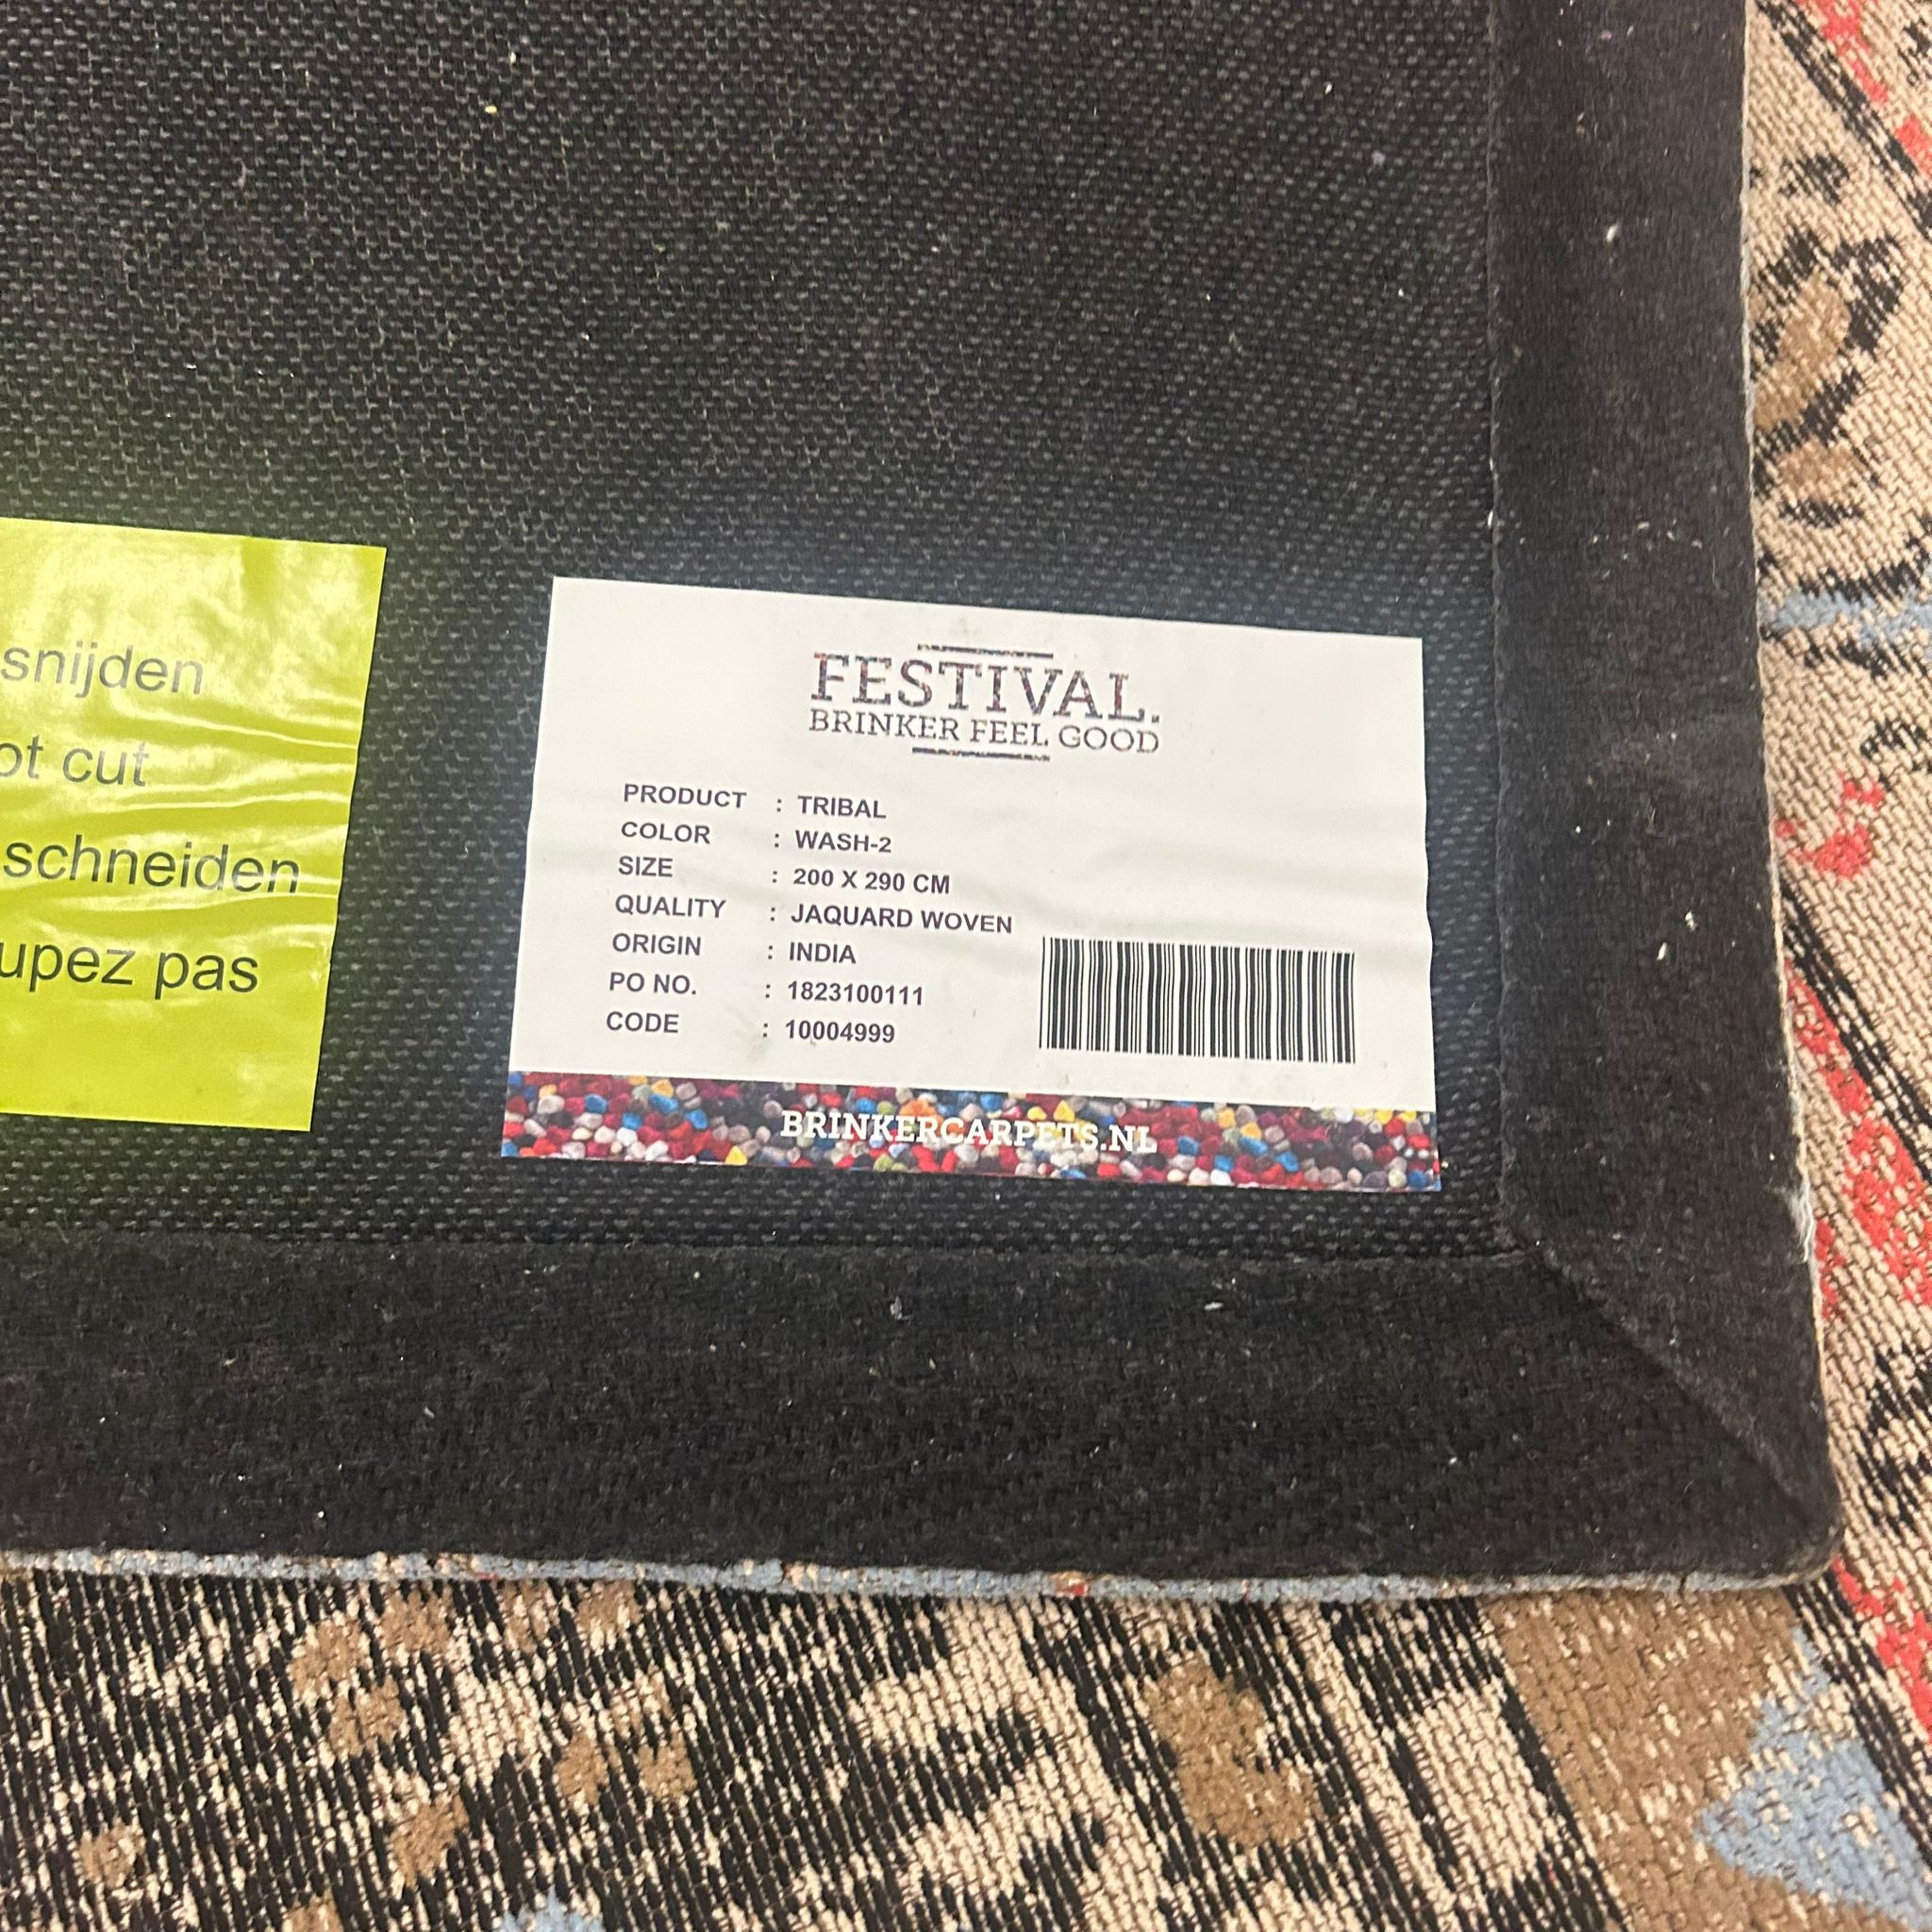 snijden
ot cut
schneiden
upez pas
FESTIVAL.
BRINKER FEEL GOOD
PRODUCT : TRIBAL
COLOR : WASH-2
SIZE : 200 X 290 CM
QUALITY : JAQUARD WOVEN
ORIGIN : INDIA
PO NO. : 1823100111
CODE : 10004999
BRINKERCARPETS.NL